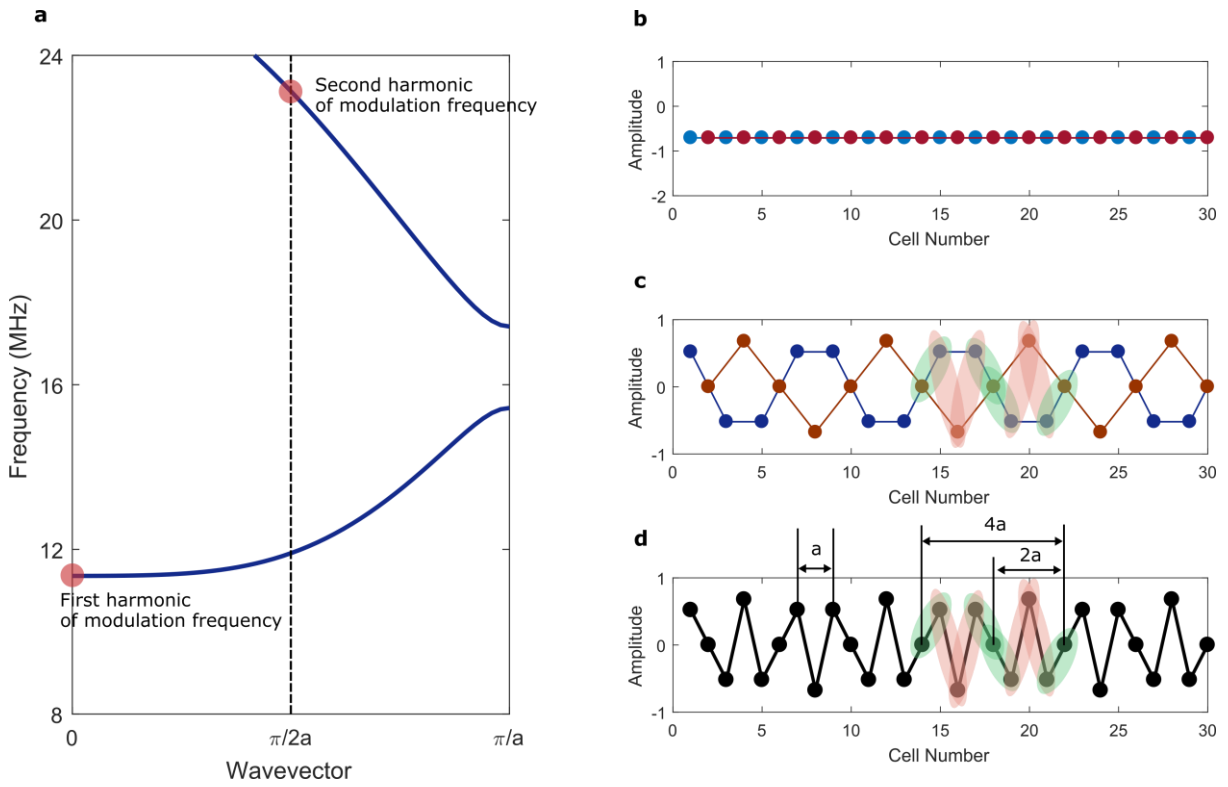 a
24
20
16
12
8
Frequency (MHz)
Second harmonic
of modulation frequency
First harmonic
of modulation frequency
0
π/2a
π/a
Wavevector
b
1
0
-1
-2
Amplitude
0
5
10
15
20
25
30
Cell Number
c
1
0
-1
Amplitude
0
5
10
15
20
25
30
Cell Number
d
a
4a
2a
1
0
-1
Amplitude
0
5
10
15
20
25
30
Cell Number